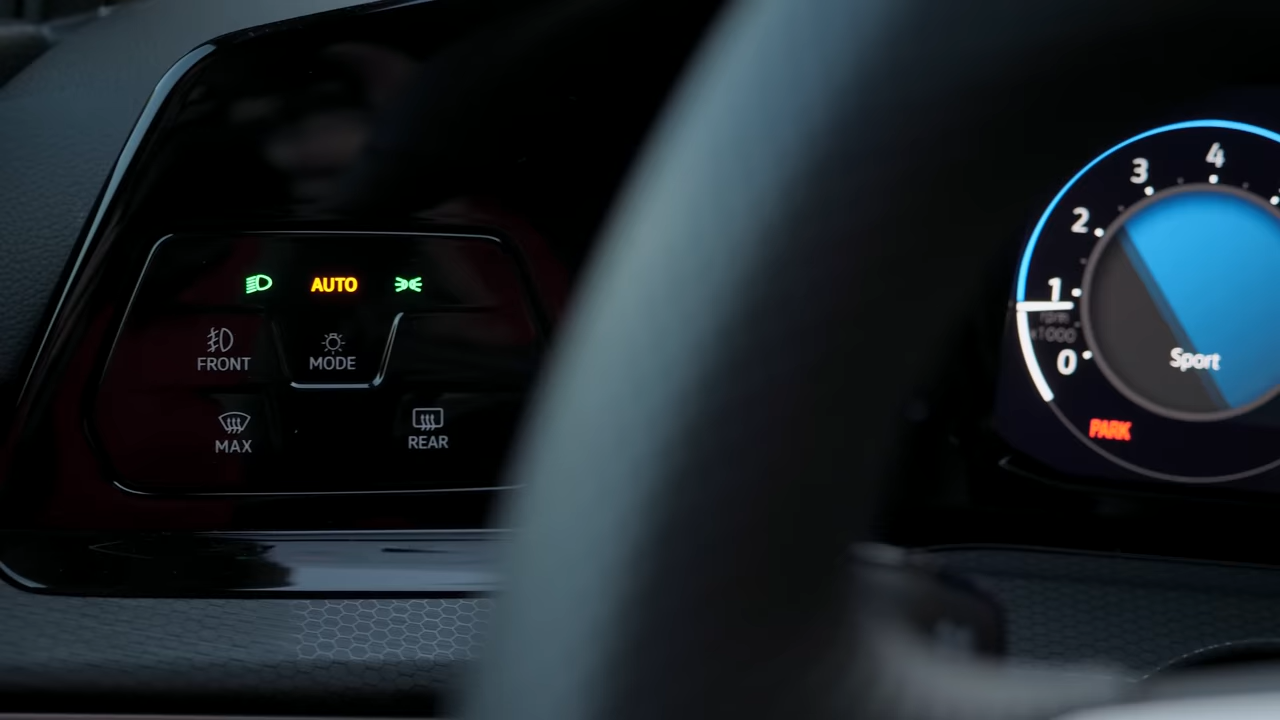 AUTO
FRONT
MODE
MAX
REAR
4
3
2
1
rpm
x1000
0
Sport
PARK